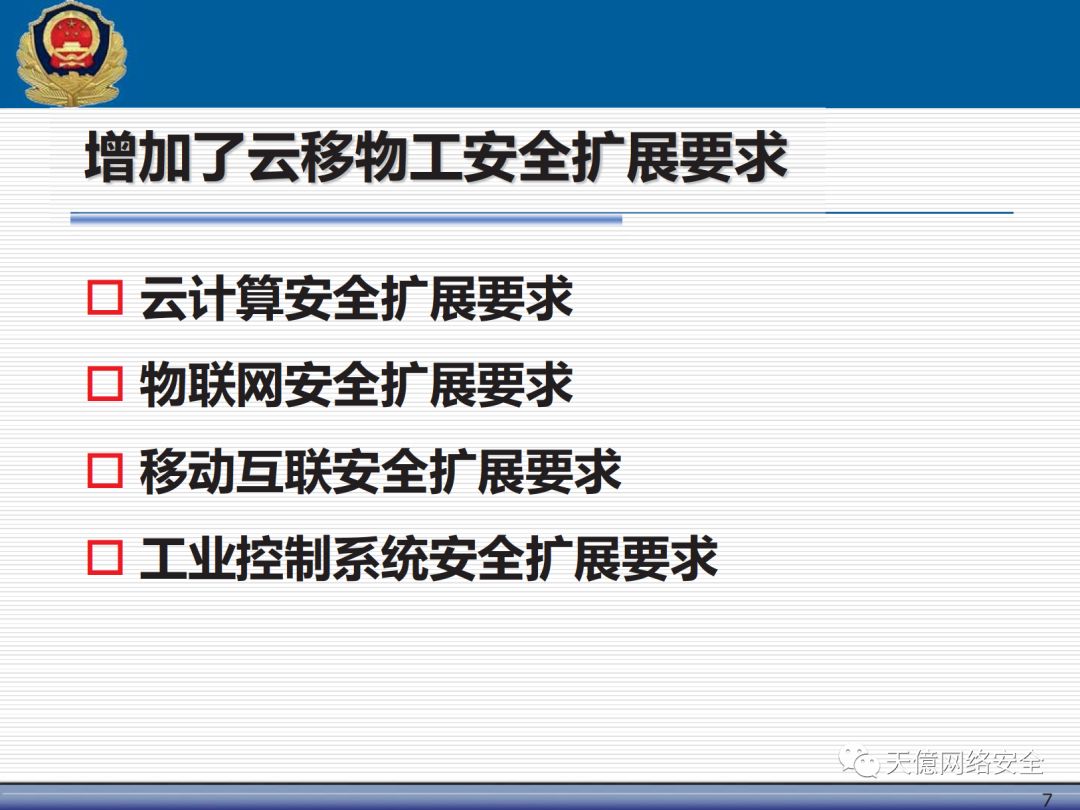 增加了云移物工安全扩展要求
云计算安全扩展要求
物联网安全扩展要求
移动互联安全扩展要求
工业控制系统安全扩展要求
天億网络安全
7